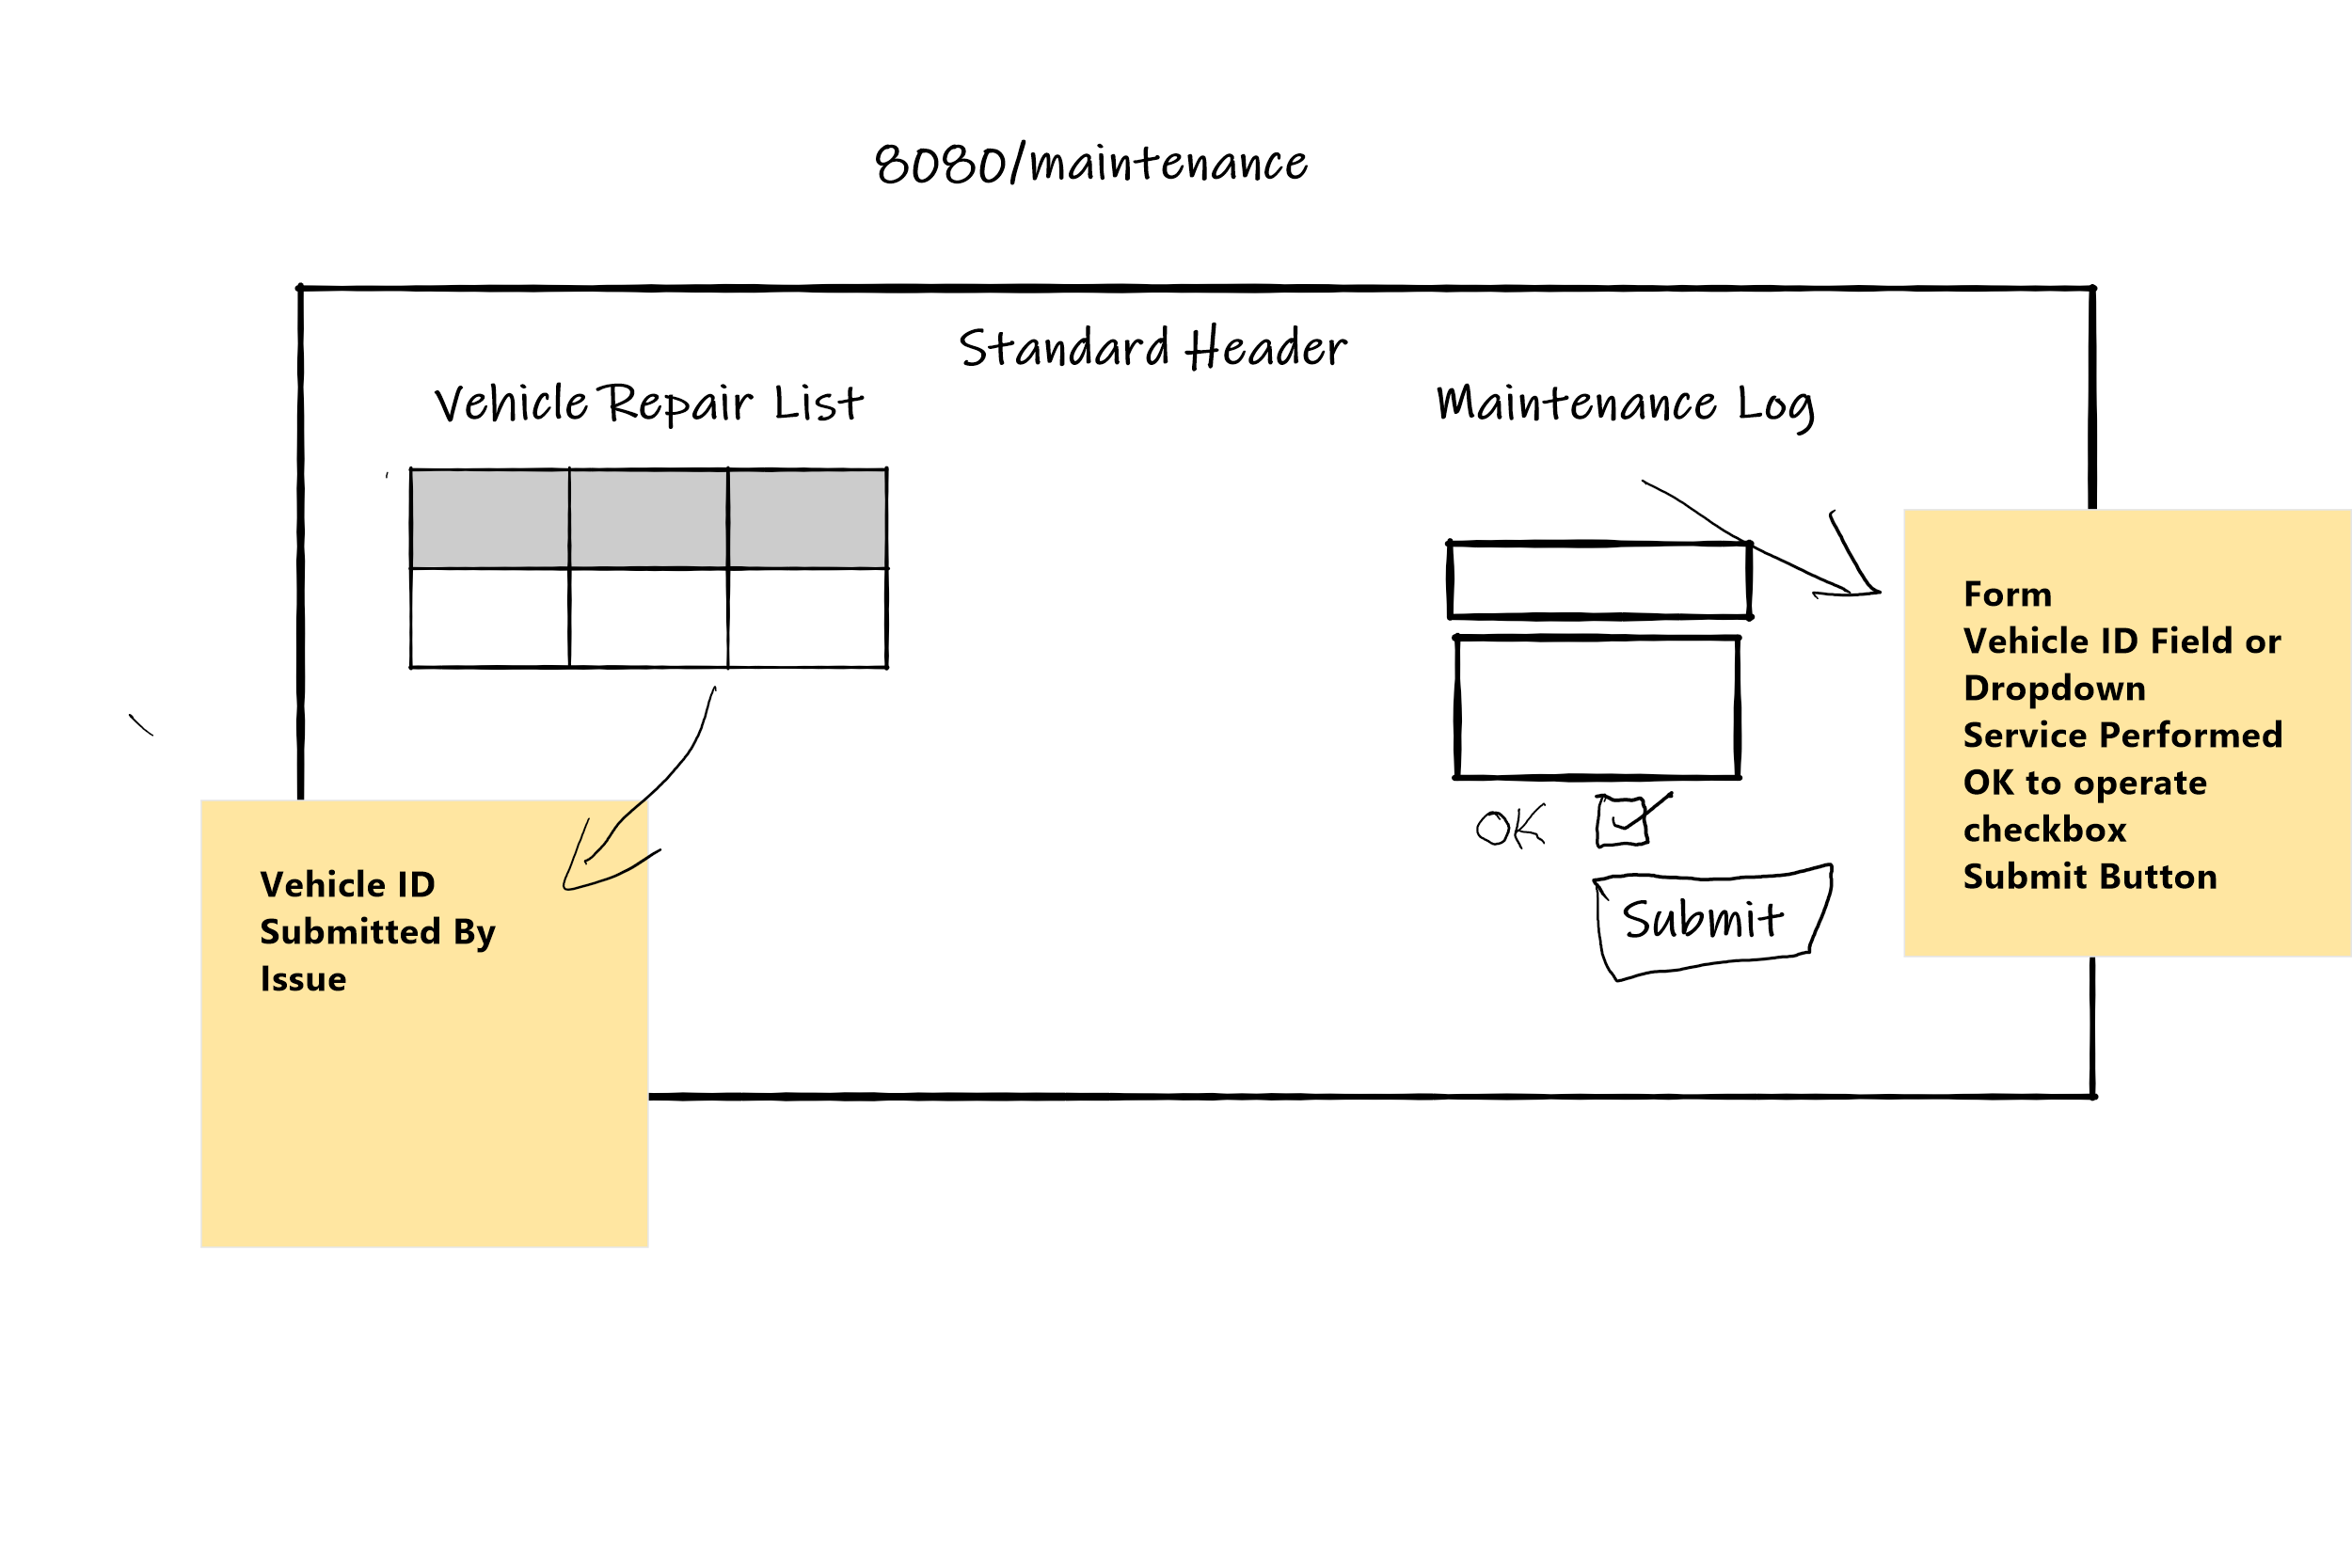 8080/maintenance
Standard Header
Vehicle Repair List
Maintenance Log
Form
Vehicle ID Field or
Dropdown
Service Performed
OK to operate
checkbox
Submit Button
OK
Submit
Vehicle ID
Submitted By
Issue